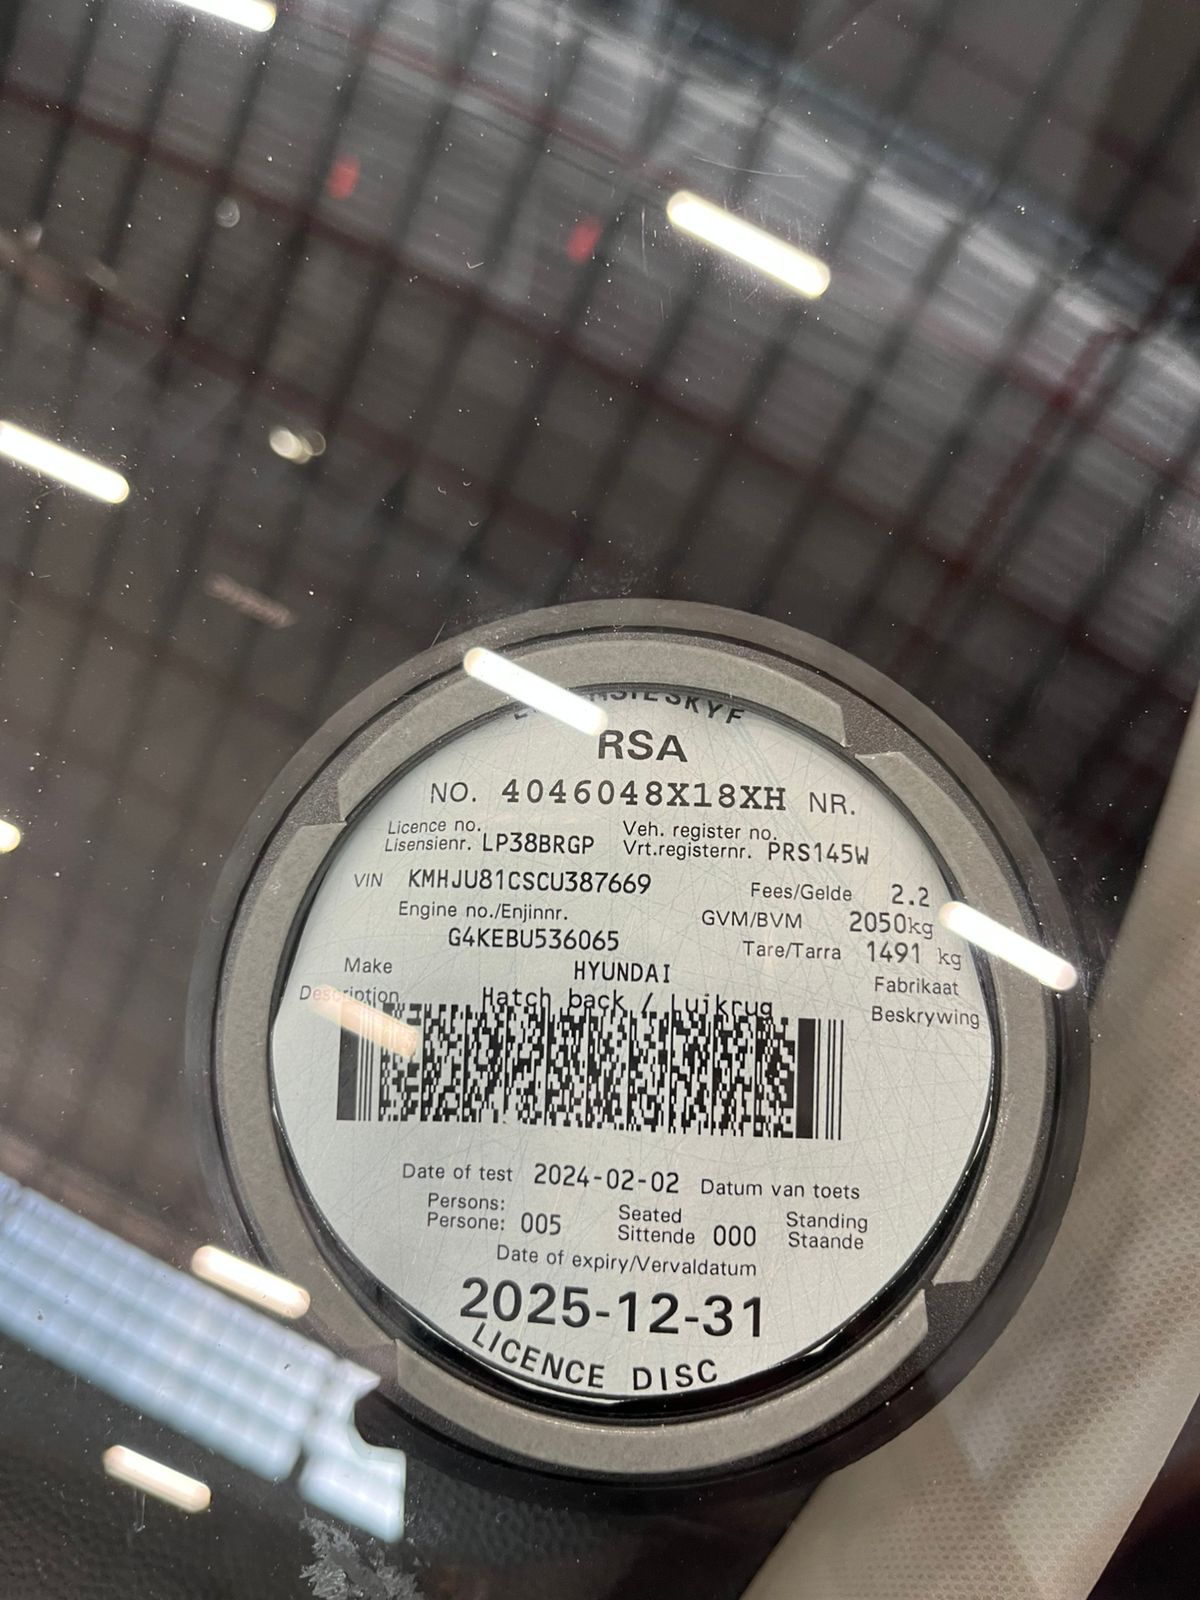 RSA
NO. 4046048X18XH NR.
Licence no. Veh. register no.
Lisensienr. LP38BRGP Vrt.registernr. PRS145W
VIN KMHJU81CSCU387669 Fees/Gelde 2.2
Engine no./Enjinnr. GVM/BVM 2050kg
G4KEBU536065 Tare/Tarra 1491 kg
Make HYUNDAI Fabrikaat
Description Hatch back / Luikrug Beskrywing
Date of test 2024-02-02 Datum van toets
Persons: Seated Standing
Persone: 005 Sittende 000 Staande
Date of expiry/Vervaldatum
2025-12-31
LICENCE DISC